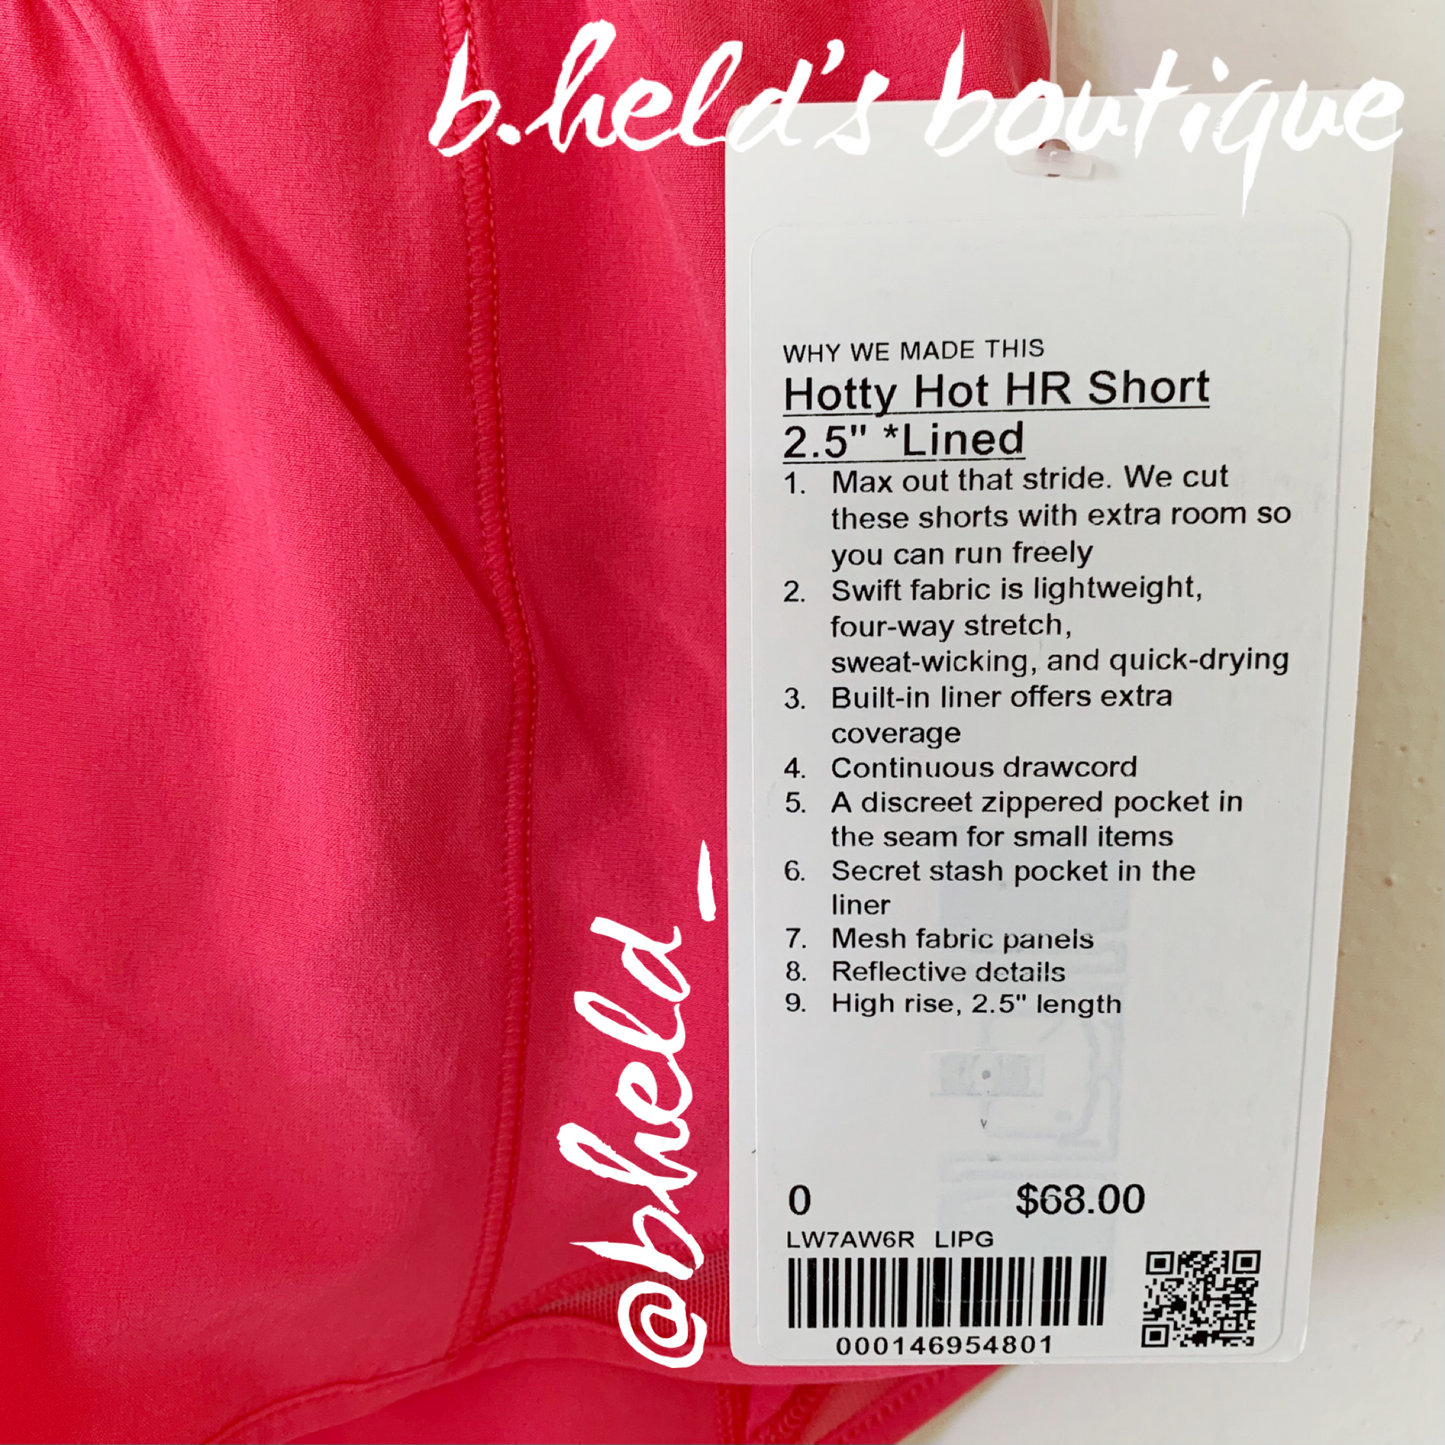 b.held's boutique
WHY WE MADE THIS
Hotty Hot HR Short
2.5" *Lined
1. Max out that stride. We cut
these shorts with extra room so
you can run freely
2. Swift fabric is lightweight,
four-way stretch,
sweat-wicking, and quick-drying
3. Built-in liner offers extra
coverage
4. Continuous drawcord
5. A discreet zippered pocket in
the seam for small items
6. Secret stash pocket in the
liner
7. Mesh fabric panels
8. Reflective details
9. High rise, 2.5" length
0 $68.00
LW7AW6R LIPG
000146954801
@bheld_